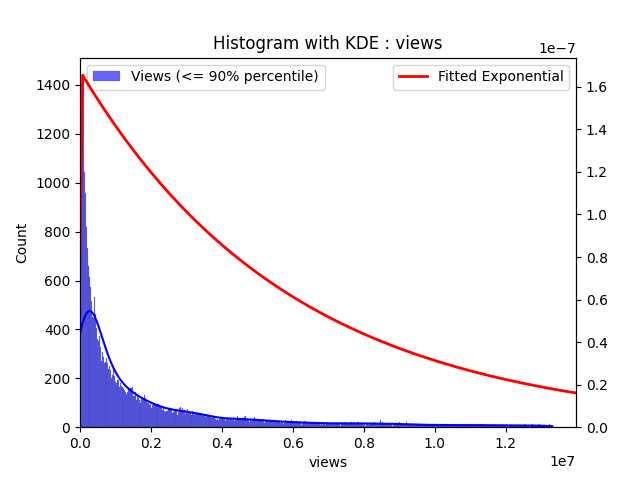 Histogram with KDE : views
1e−7
Views (<= 90% percentile)
Fitted Exponential
1400
1200
1000
800
600
400
200
0
Count
1.6
1.4
1.2
1.0
0.8
0.6
0.4
0.2
0.0
0.0 0.2 0.4 0.6 0.8 1.0 1.2
views
1e7